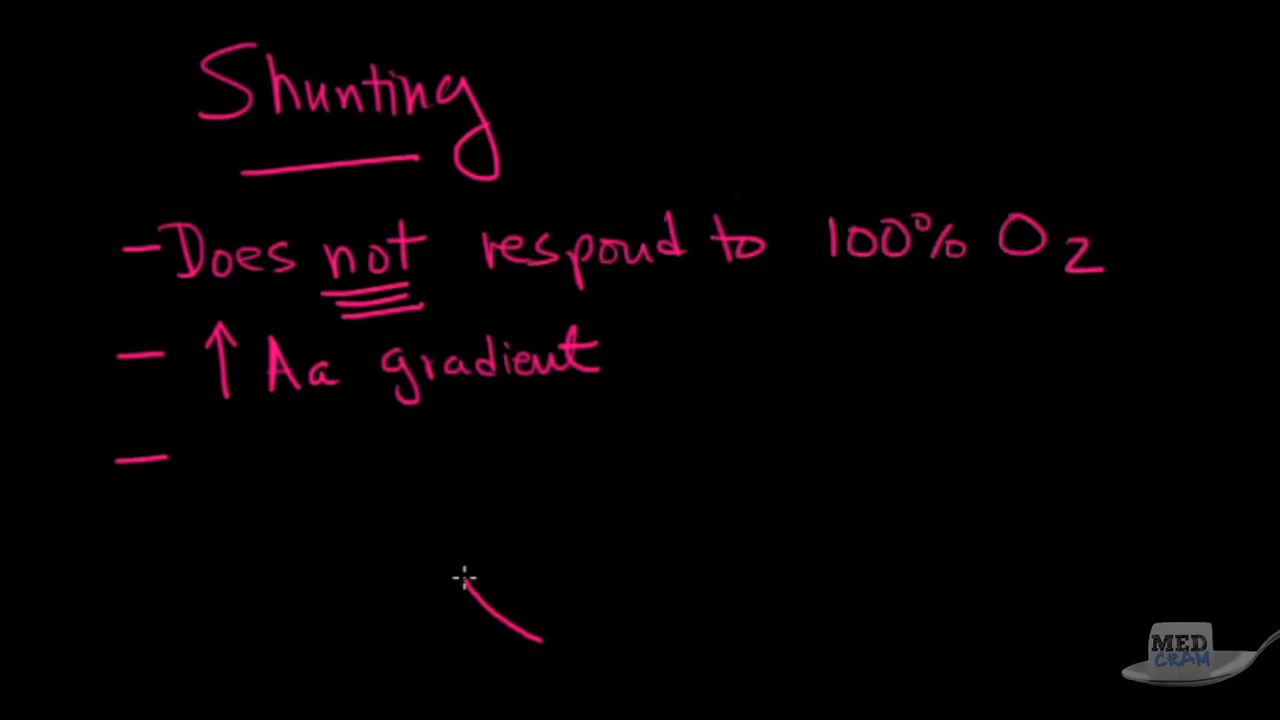 Shunting
- Does not respond to 100% O2
- ↑ Aa gradient
-
MED
CRAM